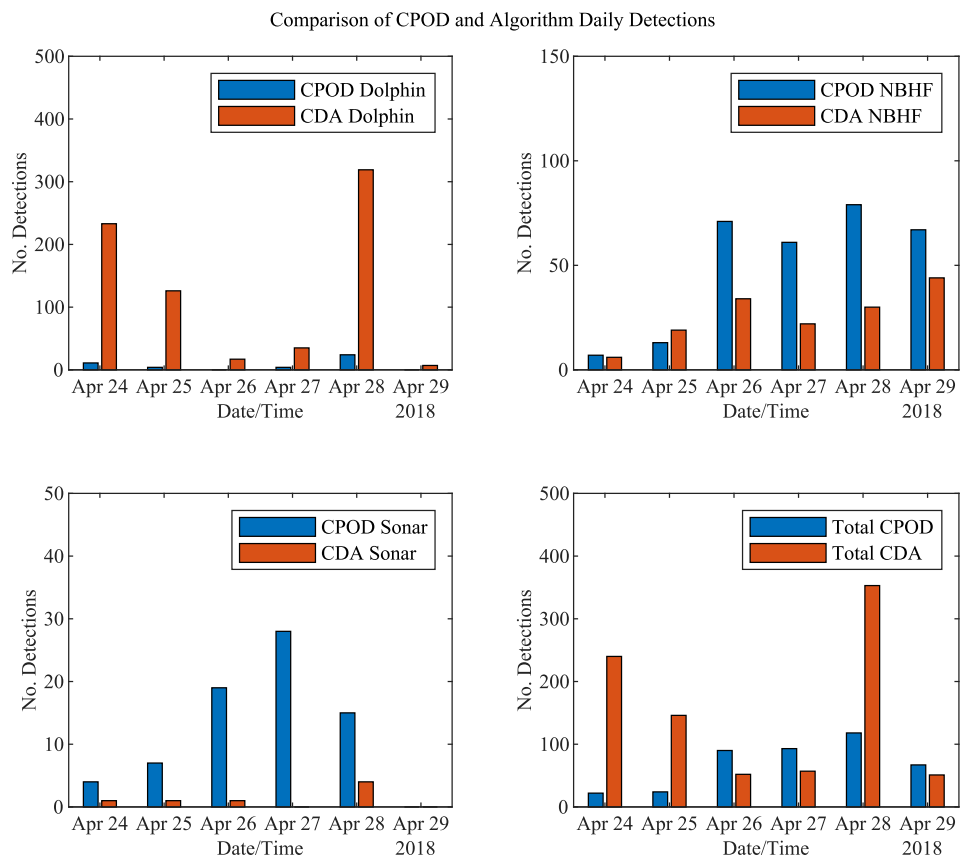 Comparison of CPOD and Algorithm Daily Detections
500
400
300
200
100
0
No. Detections
CPOD Dolphin
CDA Dolphin
Apr 24 Apr 25 Apr 26 Apr 27 Apr 28 Apr 29
Date/Time 2018
150
100
50
0
No. Detections
CPOD NBHF
CDA NBHF
Apr 24 Apr 25 Apr 26 Apr 27 Apr 28 Apr 29
Date/Time 2018
50
40
30
20
10
0
No. Detections
CPOD Sonar
CDA Sonar
Apr 24 Apr 25 Apr 26 Apr 27 Apr 28 Apr 29
Date/Time 2018
500
400
300
200
100
0
No. Detections
Total CPOD
Total CDA
Apr 24 Apr 25 Apr 26 Apr 27 Apr 28 Apr 29
Date/Time 2018